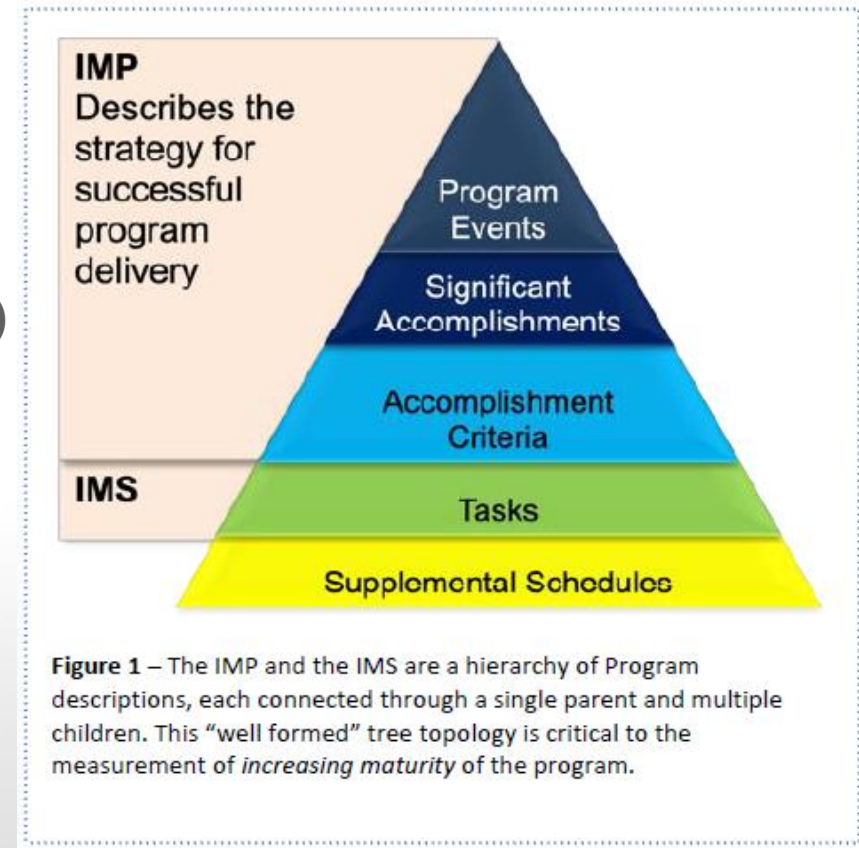 IMP
Describes the
strategy for
successful
program
delivery
Program
Events
Significant
Accomplishments
Accomplishment
Criteria
IMS
Tasks
Supplemental Schedules
Figure 1 – The IMP and the IMS are a hierarchy of Program
descriptions, each connected through a single parent and multiple
children. This “well formed” tree topology is critical to the
measurement of increasing maturity of the program.